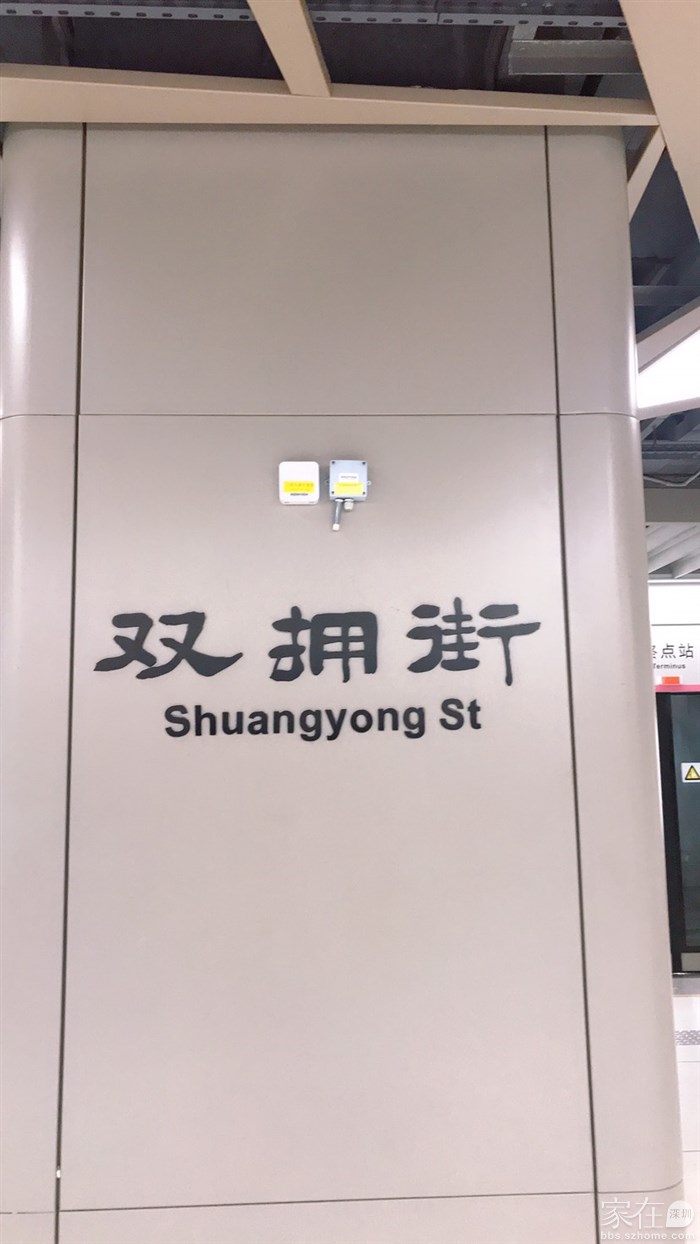 双拥街
Shuangyong St
终点站
Terminus
家在深圳
bbs.szhome.com